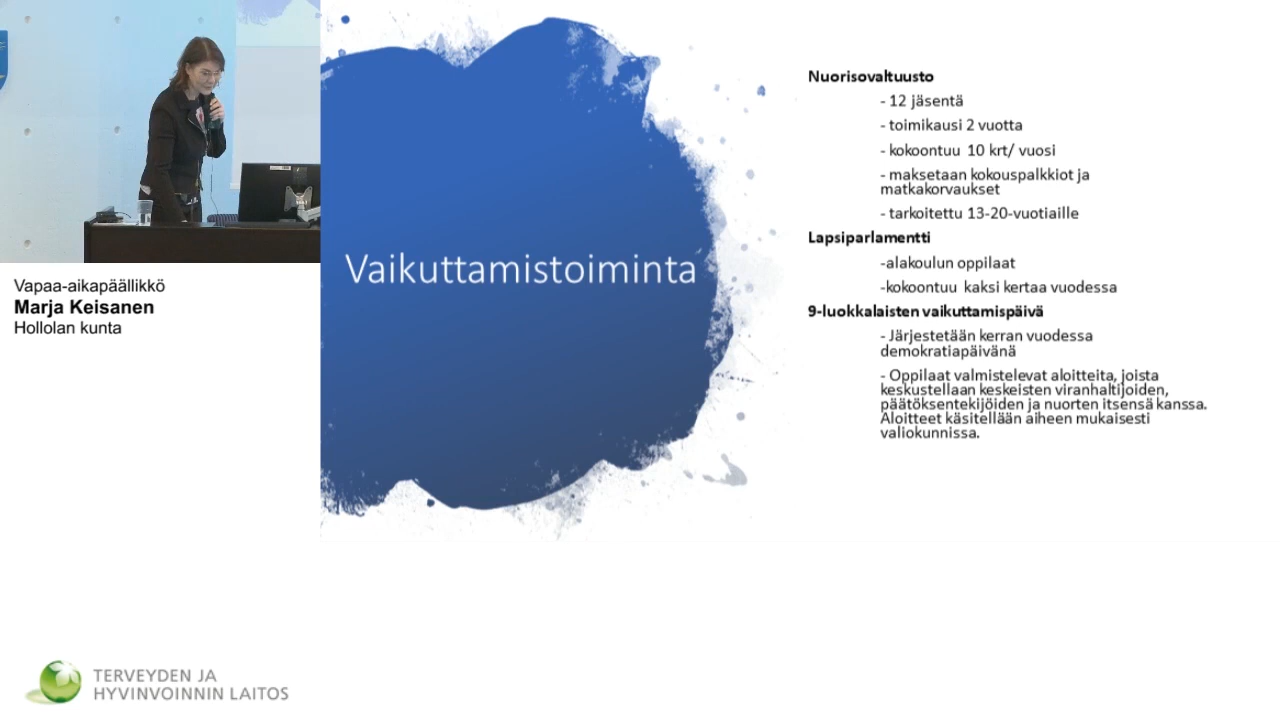 Vapaa-aikapäällikkö
Marja Keisanen
Hollolan kunta
Vaikuttamistoiminta
Nuorisovaltuusto
- 12 jäsentä
- toimikausi 2 vuotta
- kokoontuu 10 krt/ vuosi
- maksetaan kokouspalkkiot ja
matkakorvaukset
- tarkoitettu 13-20-vuotiaille
Lapsiparlamentti
-alakoulun oppilaat
-kokoontuu kaksi kertaa vuodessa
9-luokkalaisten vaikuttamispäivä
- Järjestetään kerran vuodessa
demokratiapäivänä
- Oppilaat valmistelevat aloitteita, joista
keskustellaan keskeisten viranhaltijoiden,
päätöksentekijöiden ja nuorten itsensä kanssa.
Aloitteet käsitellään aiheen mukaisesti
valiokunnissa.
TERVEYDEN JA
HYVINVOINNIN LAITOS